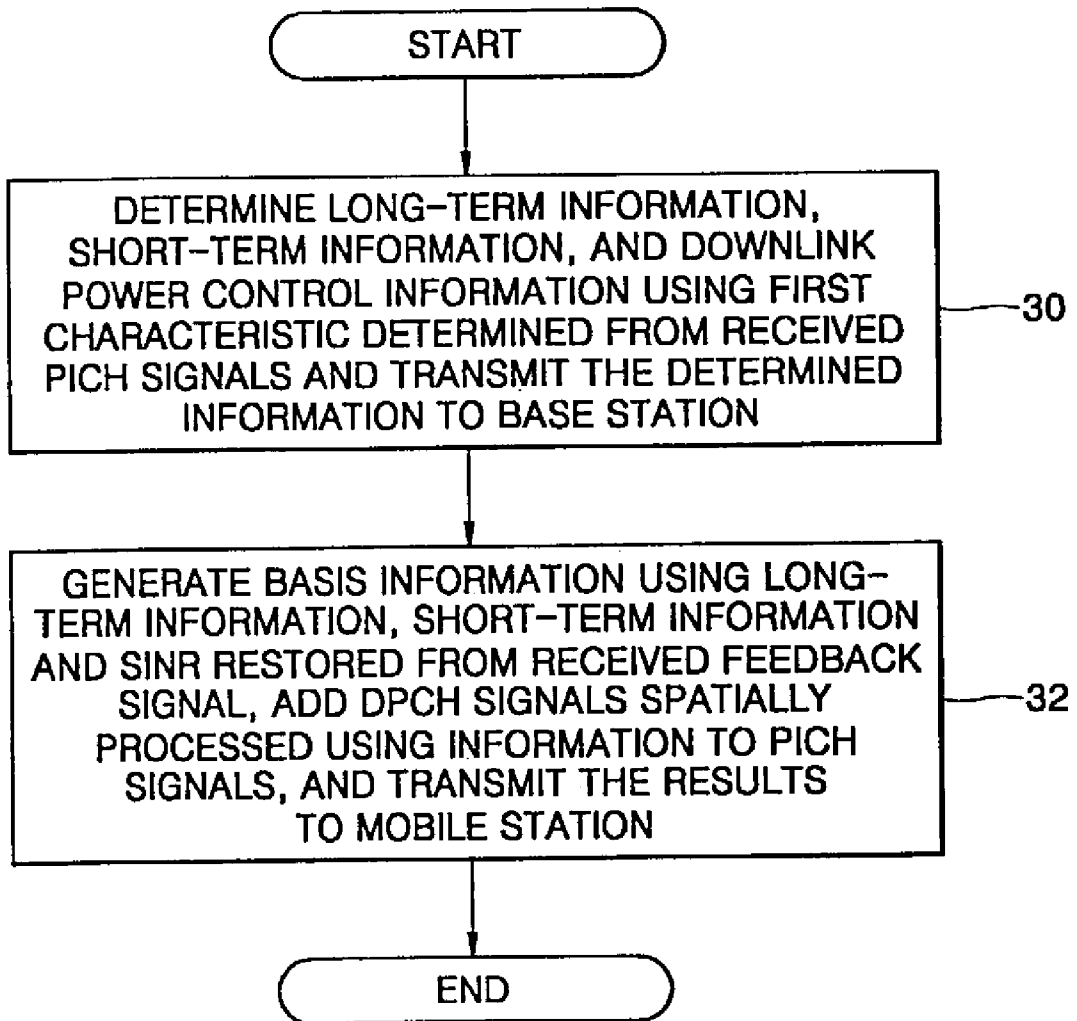 START
DETERMINE LONG-TERM INFORMATION,
SHORT-TERM INFORMATION, AND DOWNLINK
POWER CONTROL INFORMATION USING FIRST
CHARACTERISTIC DETERMINED FROM RECEIVED
PICH SIGNALS AND TRANSMIT THE DETERMINED
INFORMATION TO BASE STATION
30
GENERATE BASIS INFORMATION USING LONG-
TERM INFORMATION, SHORT-TERM INFORMATION
AND SINR RESTORED FROM RECEIVED FEEDBACK
SIGNAL, ADD DPCH SIGNALS SPATIALLY
PROCESSED USING INFORMATION TO PICH
SIGNALS, AND TRANSMIT THE RESULTS
TO MOBILE STATION
32
END